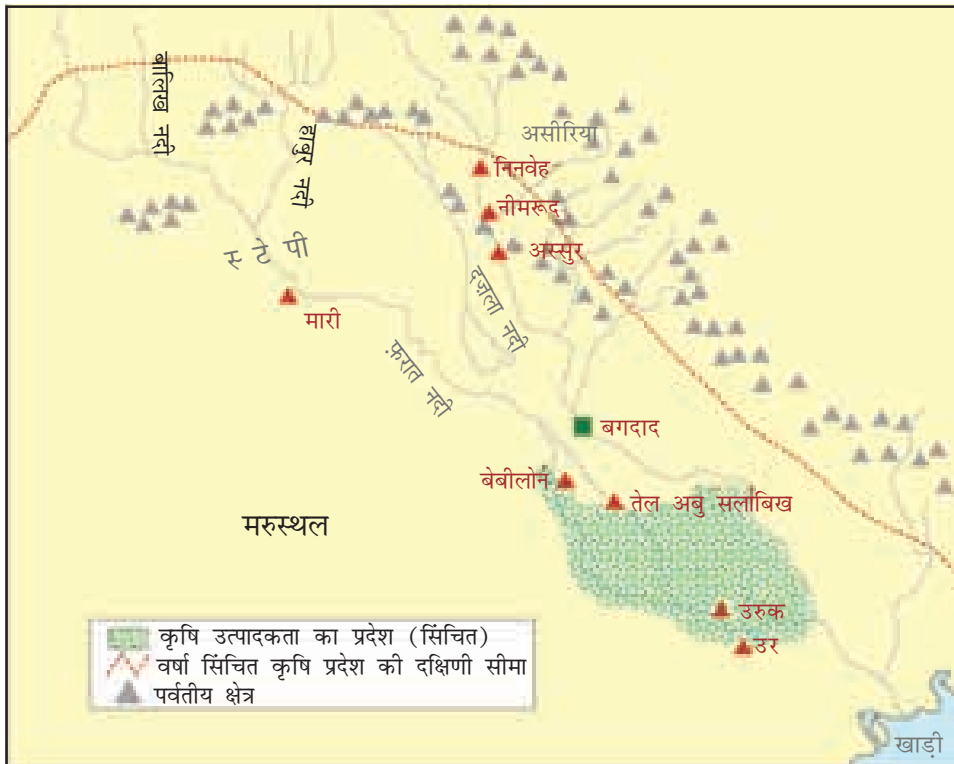 बालिख नदी
हाबुर नदी
असीरिया
निनवेह
नीमरूद
अस्सुर
स्टेपी
दज़ला नदी
मारी
फ़रात नदी
बगदाद
बेबीलोन
तेल अबु सलाबिख
मरुस्थल
उरुक
उर
कृषि उत्पादकता का प्रदेश (सिंचित)
वर्षा सिंचित कृषि प्रदेश की दक्षिणी सीमा
पर्वतीय क्षेत्र
खाड़ी